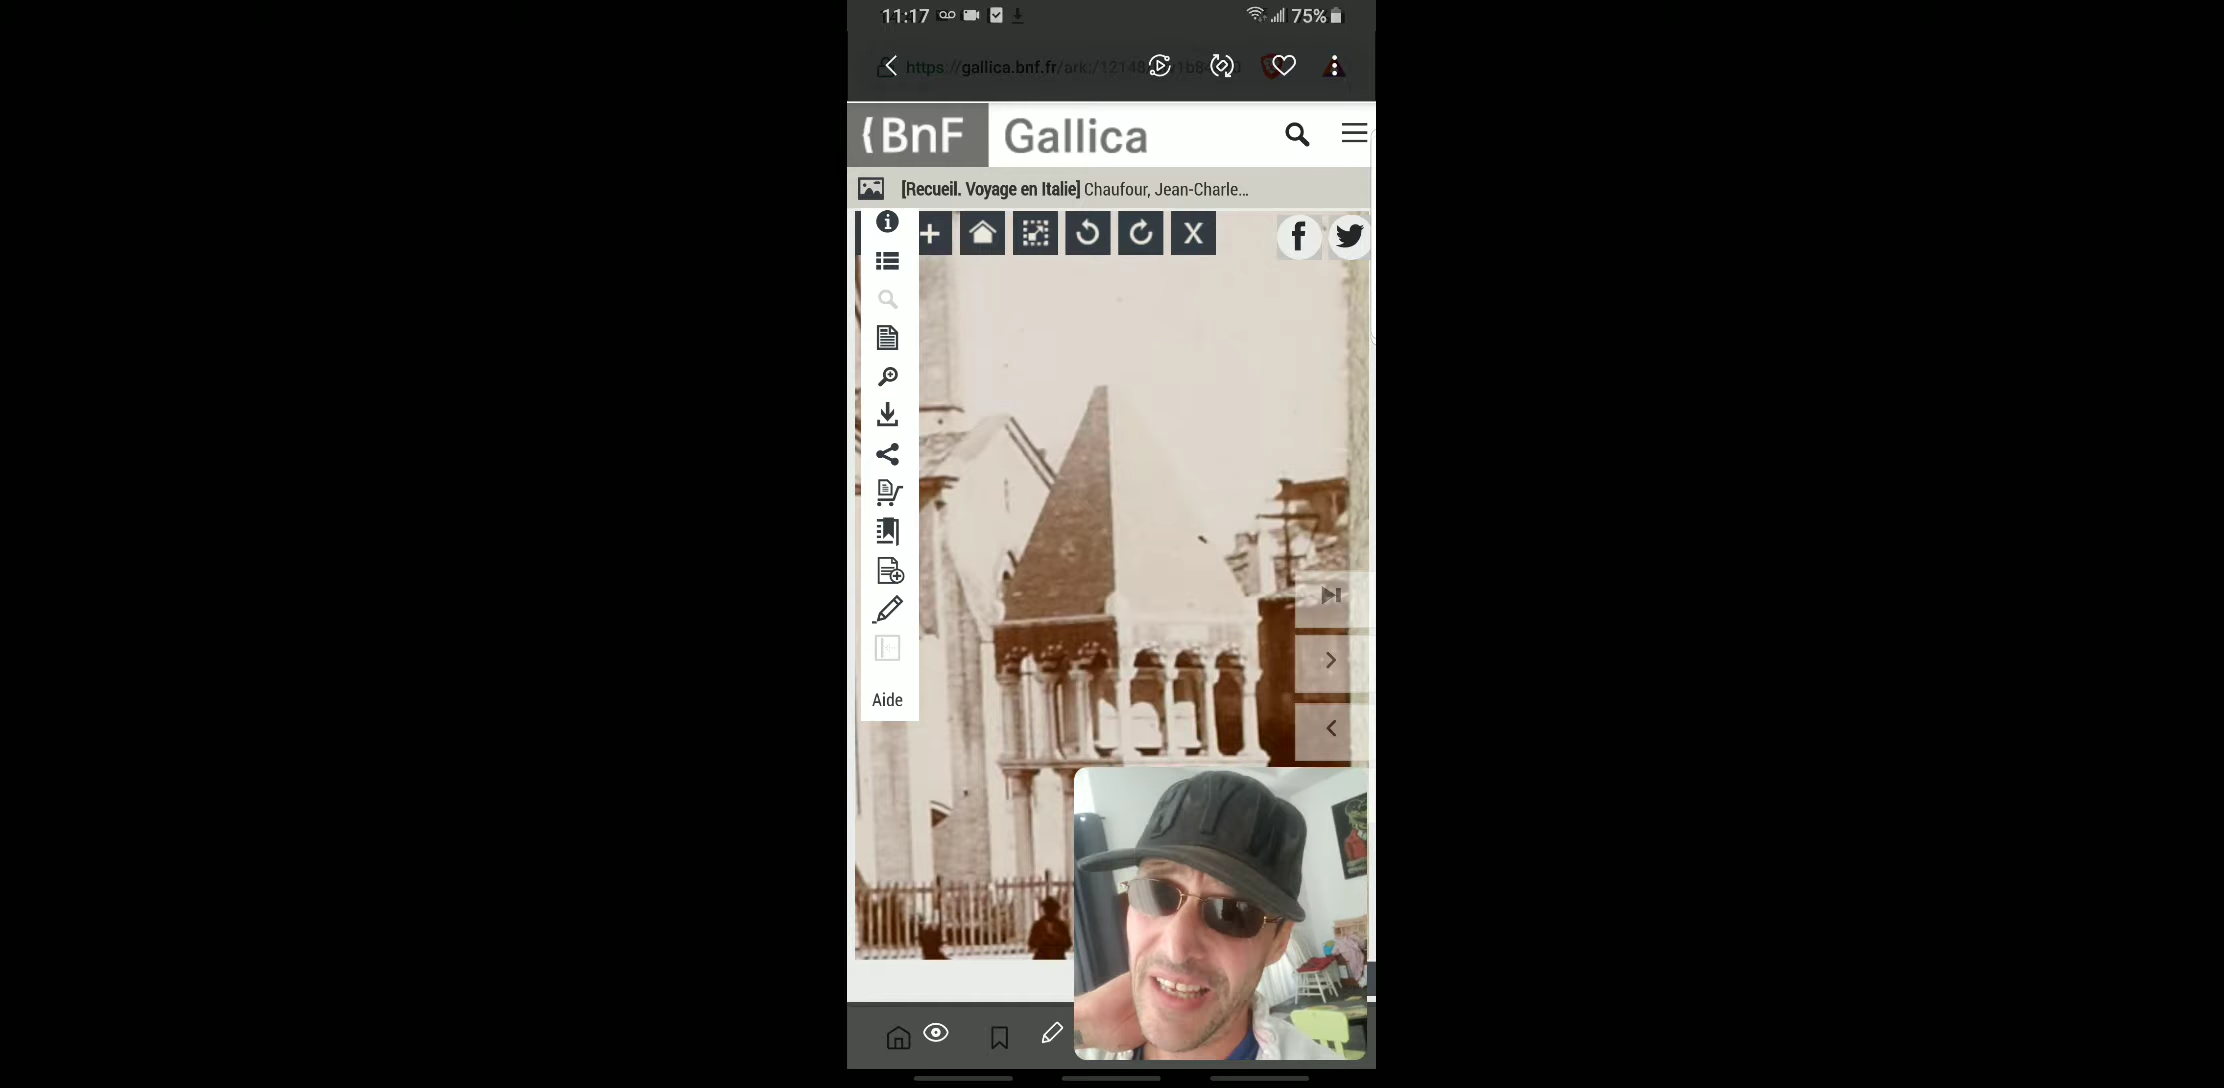 11:17
75%
https://gallica.bnf.fr/ark:/12148
BnF Gallica
[Recueil. Voyage en Italie] Chaufour, Jean-Charle...
X
Aide